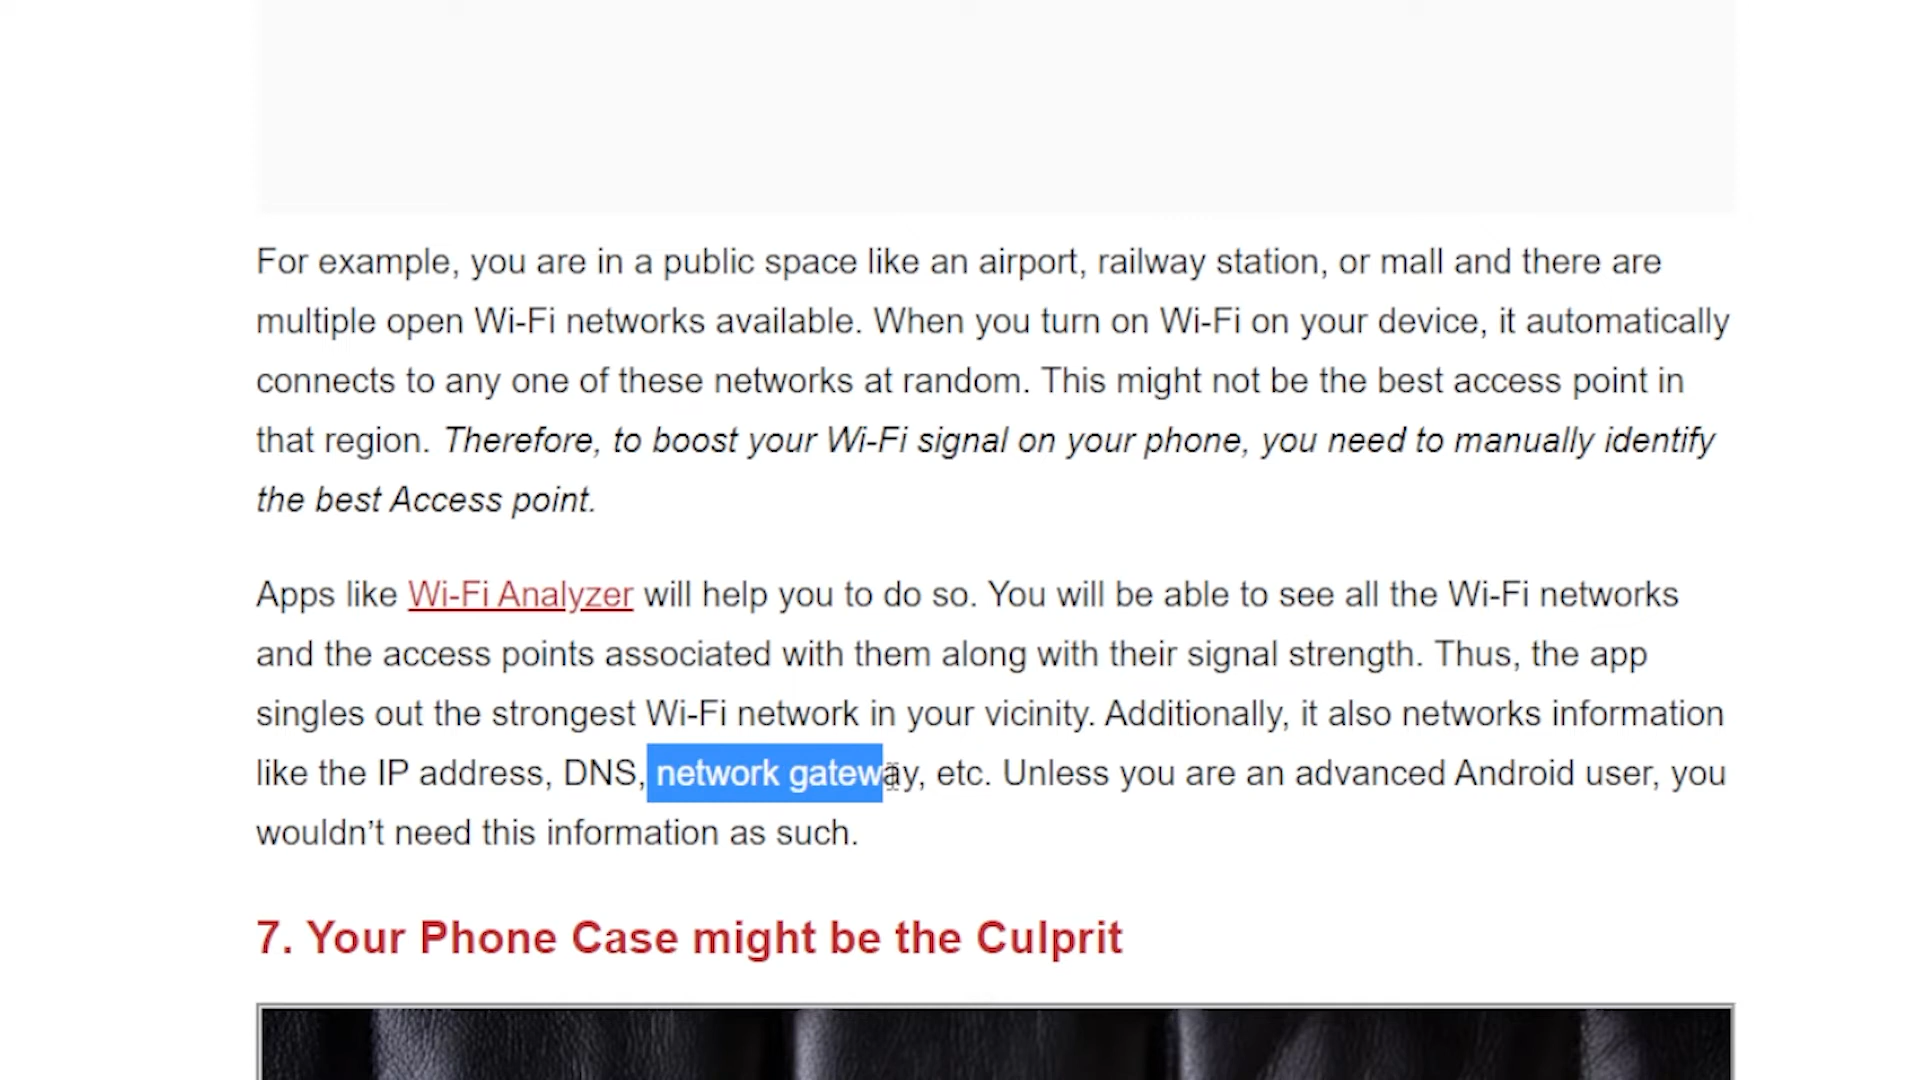 For example, you are in a public space like an airport, railway station, or mall and there are
multiple open Wi-Fi networks available. When you turn on Wi-Fi on your device, it automatically
connects to any one of these networks at random. This might not be the best access point in
that region. Therefore, to boost your Wi-Fi signal on your phone, you need to manually identify
the best Access point.
Apps like Wi-Fi Analyzer will help you to do so. You will be able to see all the Wi-Fi networks
and the access points associated with them along with their signal strength. Thus, the app
singles out the strongest Wi-Fi network in your vicinity. Additionally, it also networks information
like the IP address, DNS, network gateway, etc. Unless you are an advanced Android user, you
wouldn’t need this information as such.
7. Your Phone Case might be the Culprit